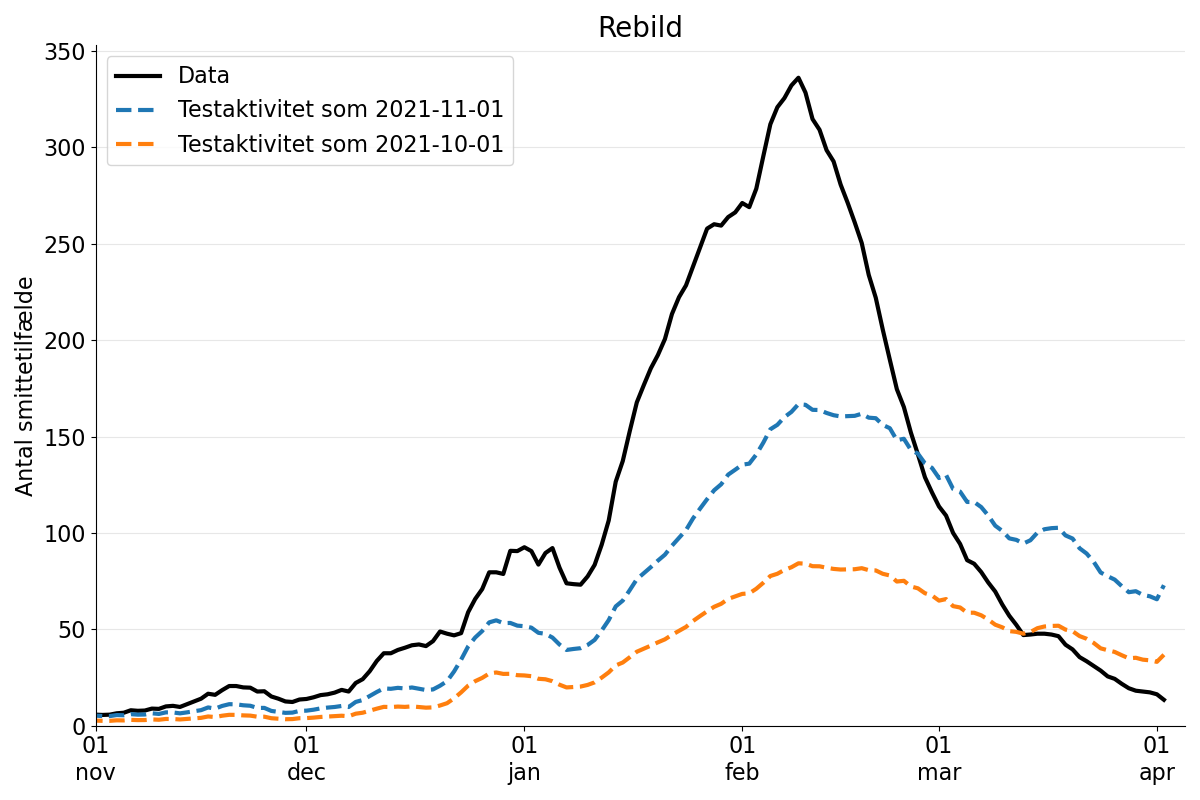 Rebild
Data
Testaktivitet som 2021-11-01
Testaktivitet som 2021-10-01
Antal smittetilfælde
350
300
250
200
150
100
50
0
01 01 01 01 01 01
nov dec jan feb mar apr